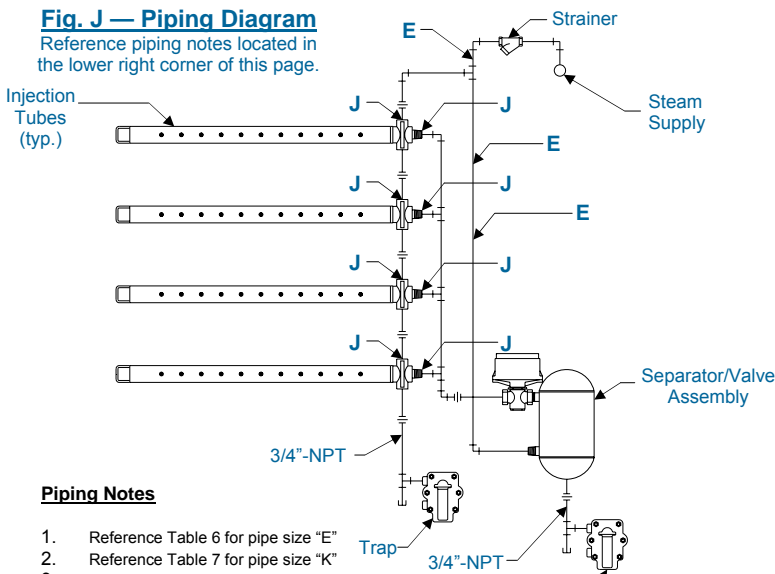 Fig. J — Piping Diagram
Reference piping notes located in
the lower right corner of this page.
E
Strainer
Injection
Tubes
(typ.)
Steam
Supply
J
J
E
J
J
E
J
J
J
J
Separator/Valve
Assembly
3/4"-NPT
Piping Notes
1. Reference Table 6 for pipe size "E"
2. Reference Table 7 for pipe size "K"
Trap
3/4"-NPT